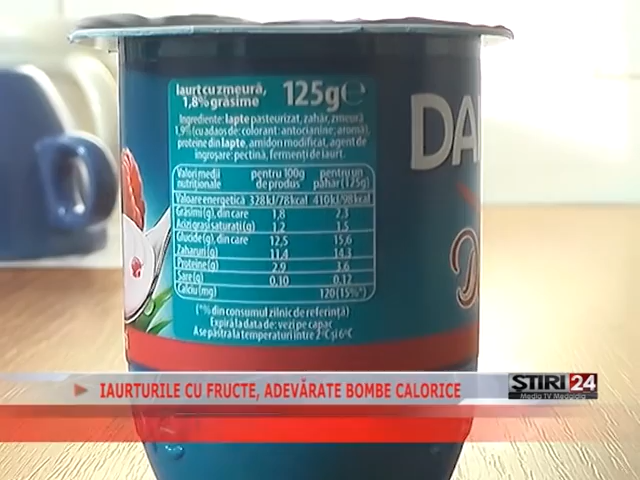 Iaurt cu zmeură,
1,8% grăsime
125g℮
Ingrediente: lapte pasteurizat, zahăr, zmeură
1,9% (cu adaos de: colorant: antocianine; aromă),
proteine din lapte, amidon modificat, agent de
îngroșare: pectină, fermenți de iaurt.
Valori medii nutriționale pentru 100g de produs pentru un pahar (125g)
Valoare energetică 328kJ/78kcal 410kJ/98kcal
Grăsimi (g), din care 1,8 2,3
Acizi grași saturați (g) 1,2 1,5
Glucide (g), din care 12,5 15,6
Zaharuri (g) 11,4 14,3
Proteine (g) 2,9 3,6
Sare (g) 0,10 0,12
Calciu (mg) 120 (15%*)
(*% din consumul zilnic de referință)
Expiră la data de: vezi pe capac
A se păstra la temperaturi între 2°C și 6°C
DA
IAURTURILE CU FRUCTE, ADEVĂRATE BOMBE CALORICE
ȘTIRI 24
Media TV Medgidia